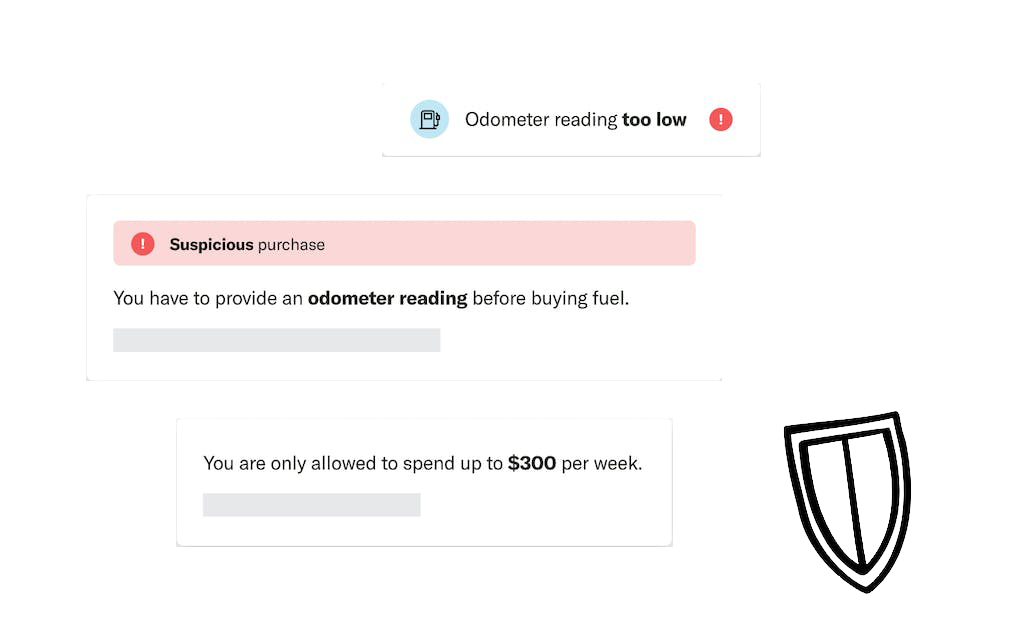 Odometer reading too low
Suspicious purchase
You have to provide an odometer reading before buying fuel.
You are only allowed to spend up to $300 per week.